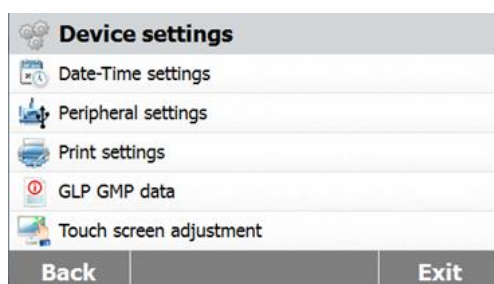 Device settings
Date-Time settings
Peripheral settings
Print settings
GLP GMP data
Touch screen adjustment
Back Exit